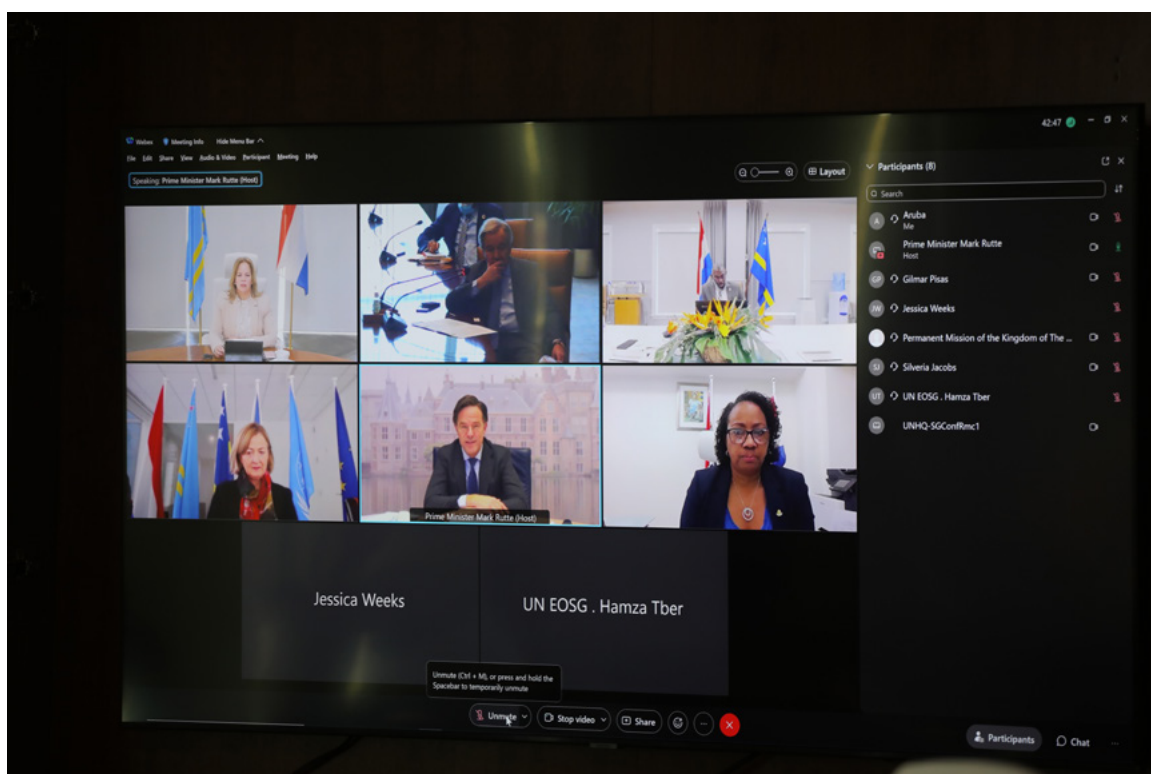 42:47
Webex Meeting Info Hide Menu Bar
File Edit Share View Audio & Video Participant Meeting Help
Speaking: Prime Minister Mark Rutte (Host)
Layout
Participants (8)
Search
A Aruba
Me
Prime Minister Mark Rutte
Host
GP Gilmar Pisas
JW Jessica Weeks
Permanent Mission of the Kingdom of The ...
SJ Silveria Jacobs
UT UN EOSG . Hamza Tber
UNHQ-SGConfRmc1
Prime Minister Mark Rutte (Host)
Jessica Weeks
UN EOSG . Hamza Tber
Unmute (Ctrl + M), or press and hold the
Spacebar to temporarily unmute
Unmute Stop video Share
Participants Chat